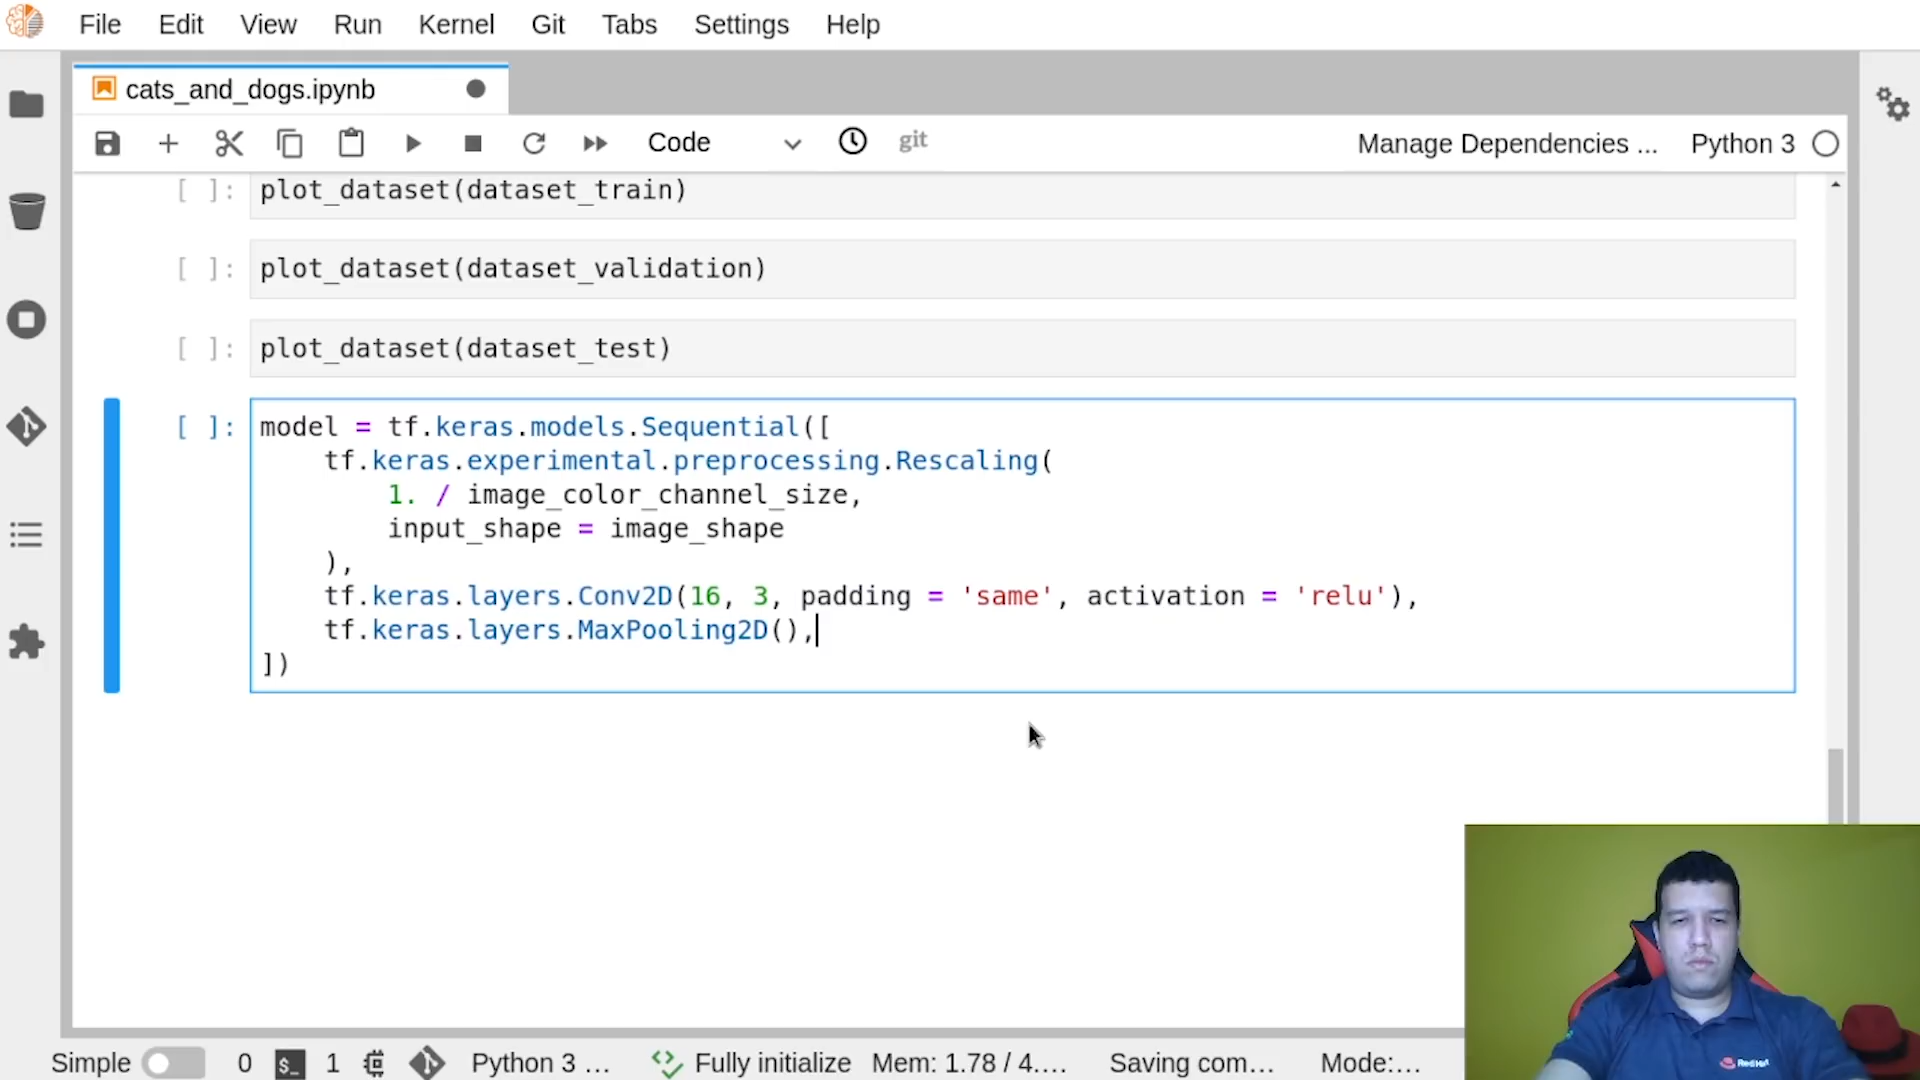 File Edit View Run Kernel Git Tabs Settings Help
cats_and_dogs.ipynb
Code git Manage Dependencies ... Python 3
[ ]: plot_dataset(dataset_train)
[ ]: plot_dataset(dataset_validation)
[ ]: plot_dataset(dataset_test)
[ ]: model = tf.keras.models.Sequential([
tf.keras.experimental.preprocessing.Rescaling(
1. / image_color_channel_size,
input_shape = image_shape
),
tf.keras.layers.Conv2D(16, 3, padding = 'same', activation = 'relu'),
tf.keras.layers.MaxPooling2D(),
])
Red Hat
Simple 0 $_ 1 Python 3 ... Fully initialize Mem: 1.78 / 4.... Saving com... Mode:...